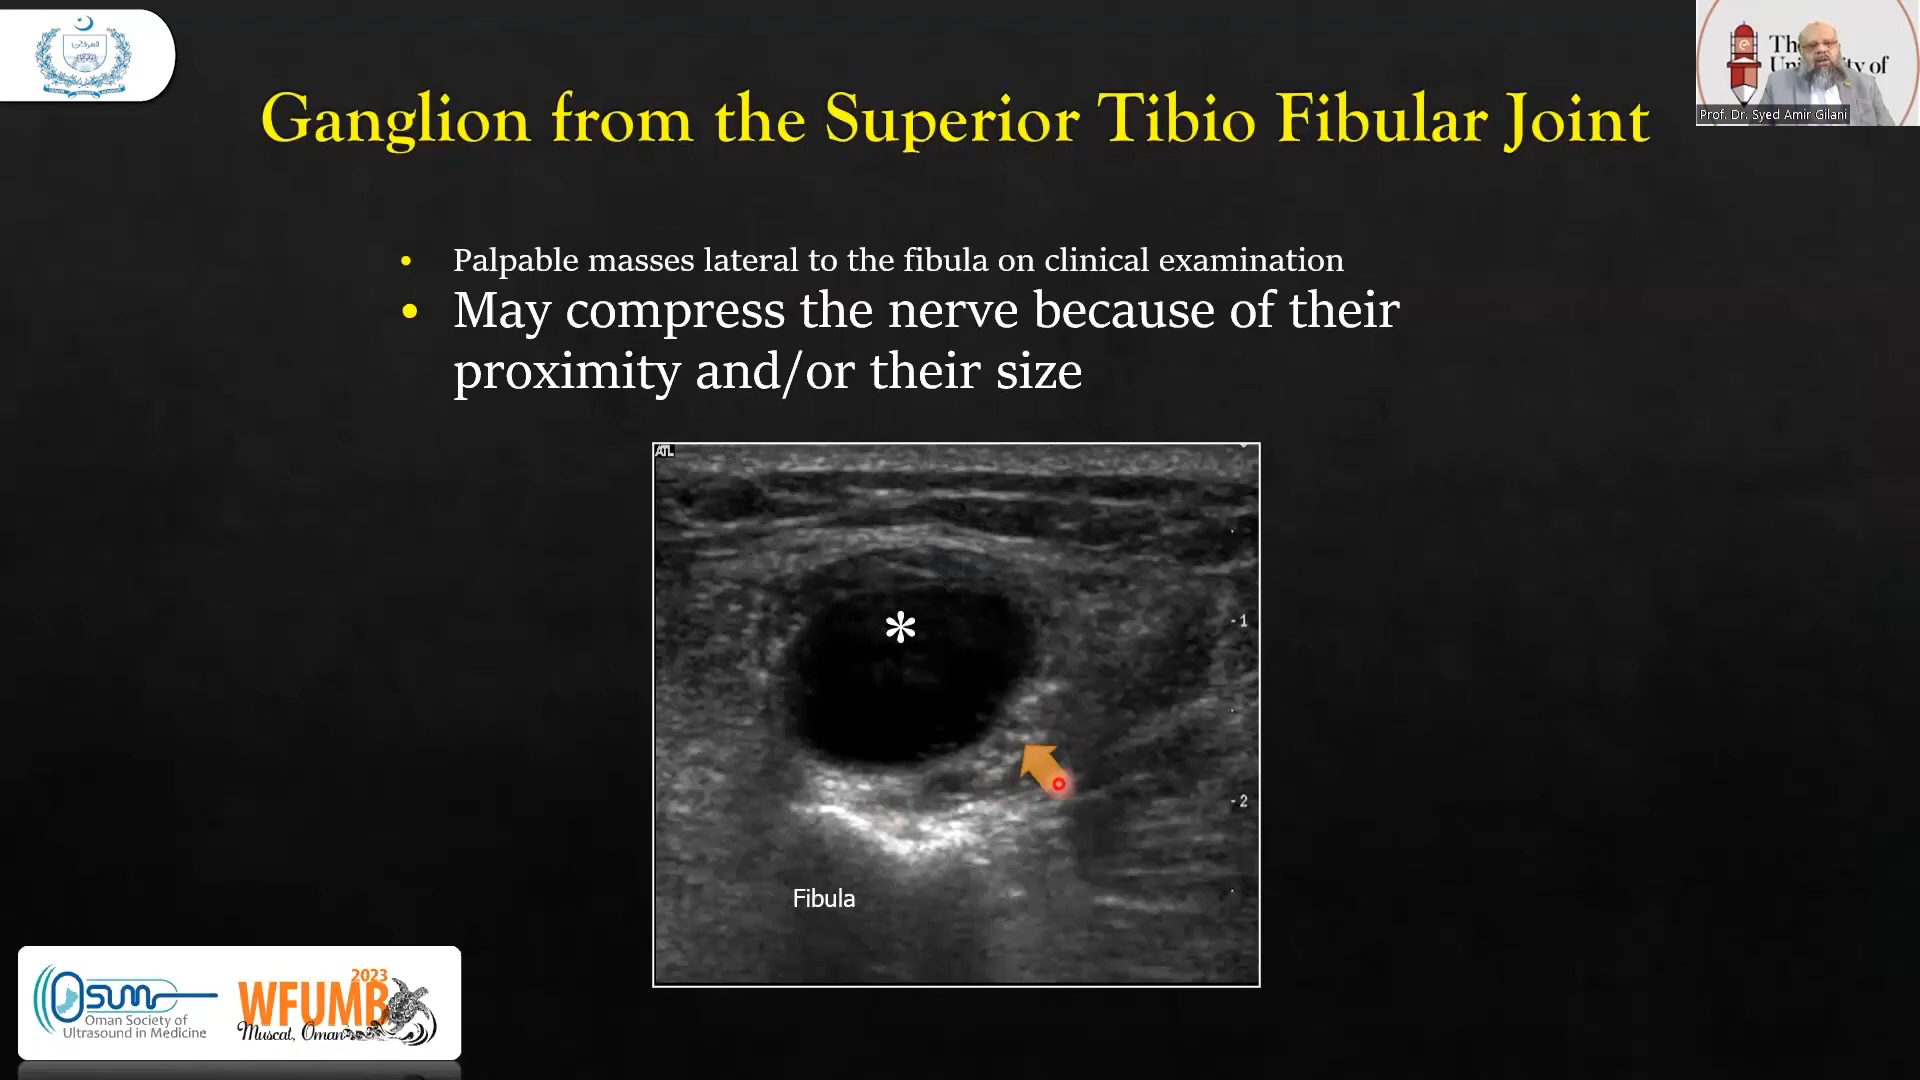 Ganglion from the Superior Tibio Fibular Joint
Prof. Dr. Syed Amir Gilani
• Palpable masses lateral to the fibula on clinical examination
• May compress the nerve because of their
proximity and/or their size
ATL
*
-1
-2
Fibula
OSUM
Oman Society of
Ultrasound in Medicine
2023
WFUMB
Muscat, Oman